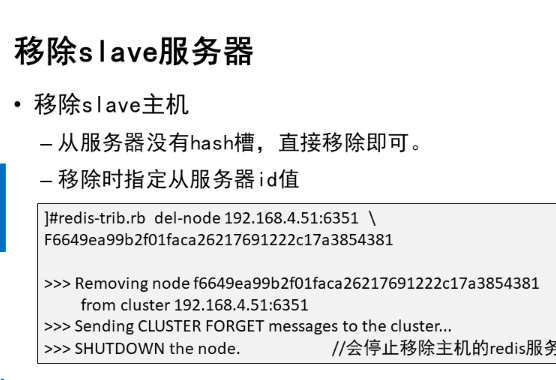 移除slave服务器
• 移除slave主机
– 从服务器没有hash槽，直接移除即可。
– 移除时指定从服务器id值
]#redis-trib.rb del-node 192.168.4.51:6351 \
F6649ea99b2f01faca26217691222c17a3854381
>>> Removing node f6649ea99b2f01faca26217691222c17a3854381
from cluster 192.168.4.51:6351
>>> Sending CLUSTER FORGET messages to the cluster...
>>> SHUTDOWN the node. //会停止移除主机的redis服务